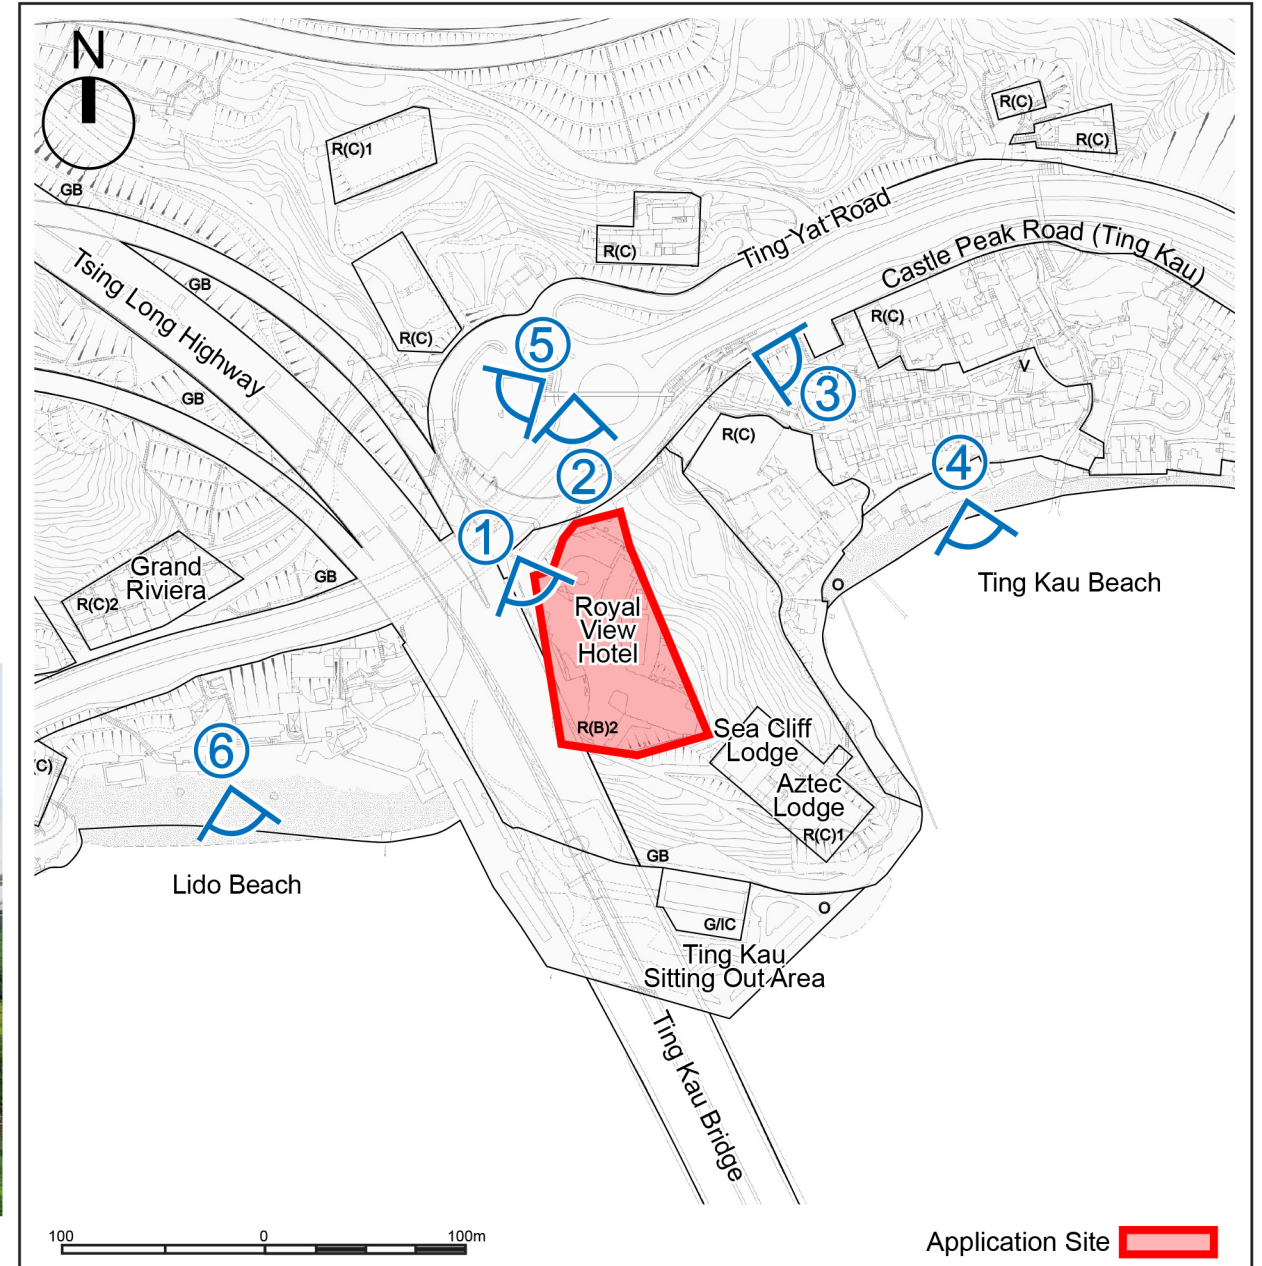 N
R(C)
R(C)
R(C)1
GB
Ting Yat Road
R(C)
Castle Peak Road (Ting Kau)
Tsing Long Highway
GB
R(C)
R(C)
5
V
3
GB
R(C)
4
2
1
Grand
Riviera
GB
R(C)2
O
Ting Kau Beach
Royal
View
Hotel
R(B)2
Sea Cliff
Lodge
6
C)
Aztec
Lodge
R(C)1
GB
Lido Beach
O
G/IC
Ting Kau
Sitting Out Area
Ting Kau Bridge
100 0 100m
Application Site